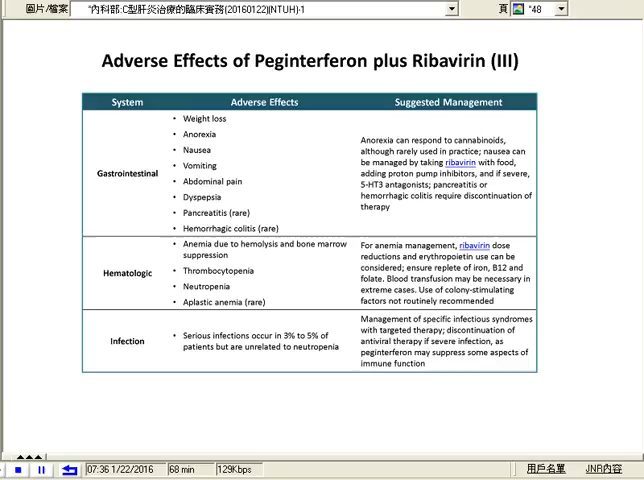 圖片/檔案 "內科部:C型肝炎治療的臨床實務(20160122)(NTUH)-1 頁 "48
Adverse Effects of Peginterferon plus Ribavirin (III)
System Adverse Effects Suggested Management
Gastrointestinal
• Weight loss
• Anorexia
• Nausea
• Vomiting
• Abdominal pain
• Dyspepsia
• Pancreatitis (rare)
• Hemorrhagic colitis (rare)
Anorexia can respond to cannabinoids,
although rarely used in practice; nausea can
be managed by taking ribavirin with food,
adding proton pump inhibitors, and if severe,
5-HT3 antagonists; pancreatitis or
hemorrhagic colitis require discontinuation of
therapy
Hematologic
• Anemia due to hemolysis and bone marrow
suppression
• Thrombocytopenia
• Neutropenia
• Aplastic anemia (rare)
For anemia management, ribavirin dose
reductions and erythropoietin use can be
considered; ensure replete of iron, B12 and
folate. Blood transfusion may be necessary in
extreme cases. Use of colony-stimulating
factors not routinely recommended
Infection
• Serious infections occur in 3% to 5% of
patients but are unrelated to neutropenia
Management of specific infectious syndromes
with targeted therapy; discontinuation of
antiviral therapy if severe infection, as
peginterferon may suppress some aspects of
immune function
07:36 1/22/2016 68 min 129Kbps 用戶名單 JNR內容